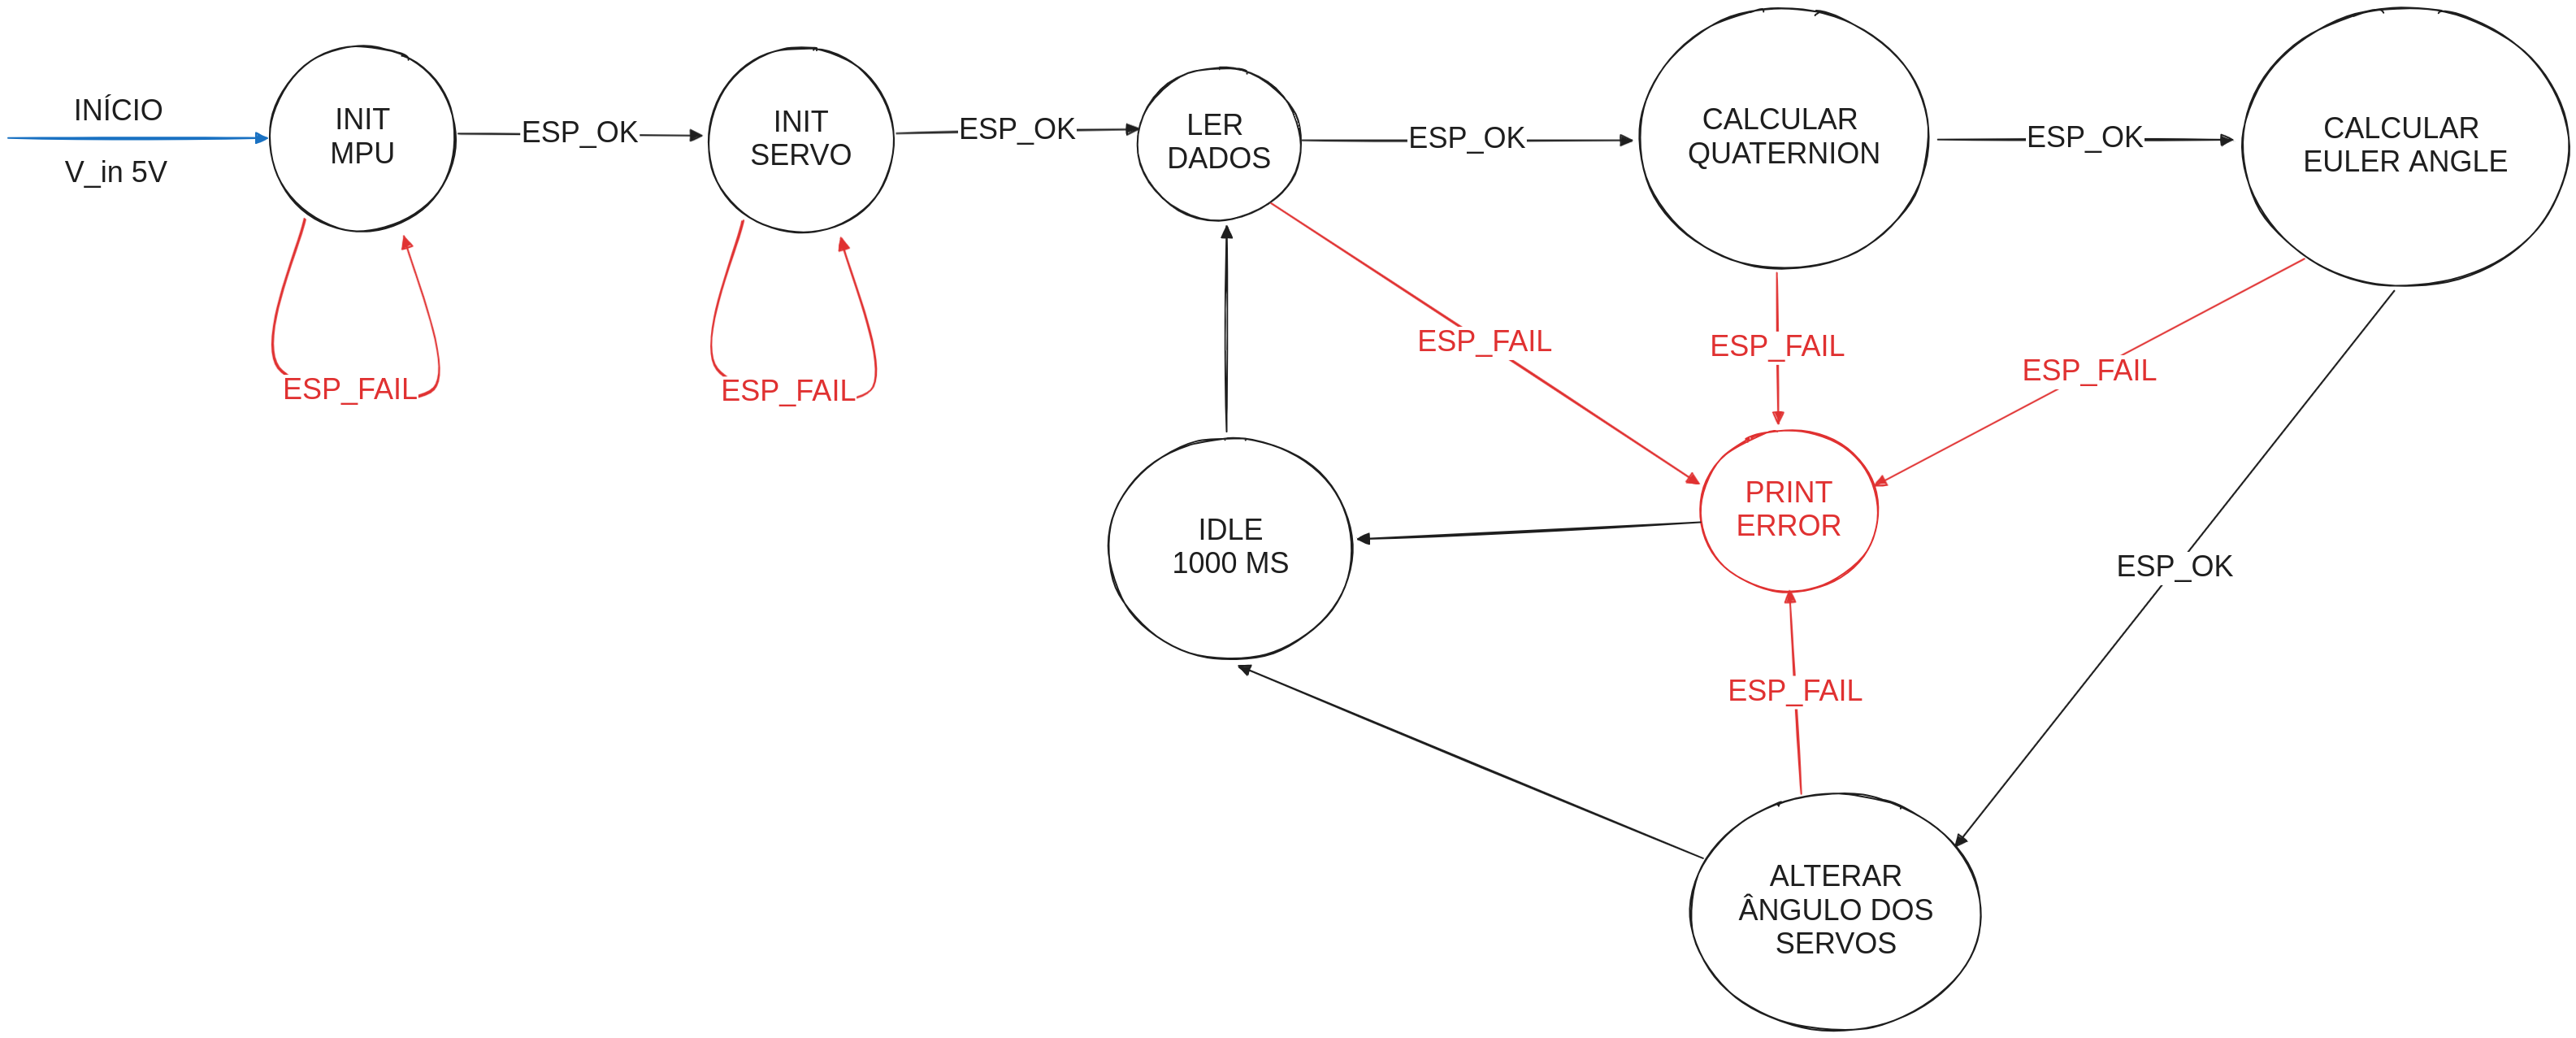 INÍCIO
V_in 5V
INIT
MPU
ESP_OK
INIT
SERVO
ESP_OK
LER
DADOS
ESP_OK
CALCULAR
QUATERNION
ESP_OK
CALCULAR
EULER ANGLE
ESP_FAIL
ESP_FAIL
ESP_FAIL
ESP_FAIL
ESP_FAIL
IDLE
1000 MS
PRINT
ERROR
ESP_OK
ESP_FAIL
ALTERAR
ÂNGULO DOS
SERVOS